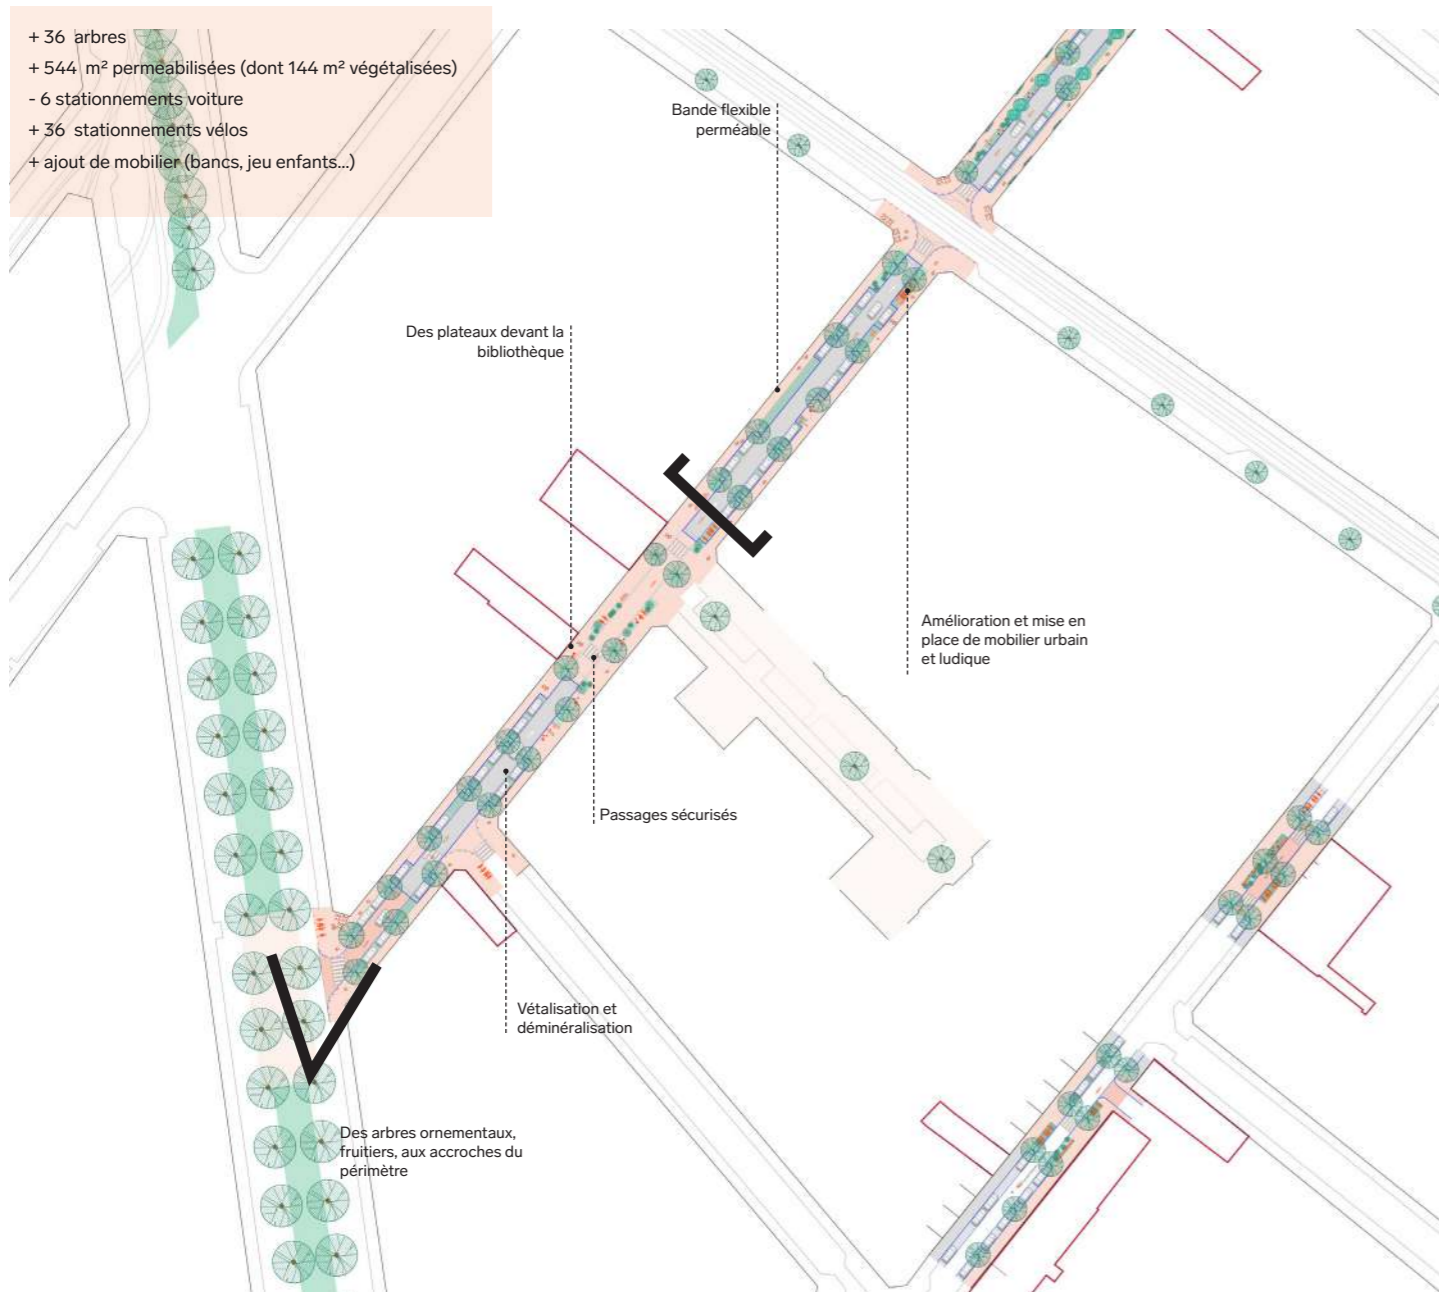 + 36 arbres
+ 544 m² perméabilisées (dont 144 m² végétalisées)
- 6 stationnements voiture
+ 36 stationnements vélos
+ ajout de mobilier (bancs, jeu enfants...)
Bande flexible
perméable
Des plateaux devant la
bibliothèque
Amélioration et mise en
place de mobilier urbain
et ludique
Passages sécurisés
Vétalisation et
déminéralisation
Des arbres ornementaux,
fruitiers, aux accroches du
périmètre